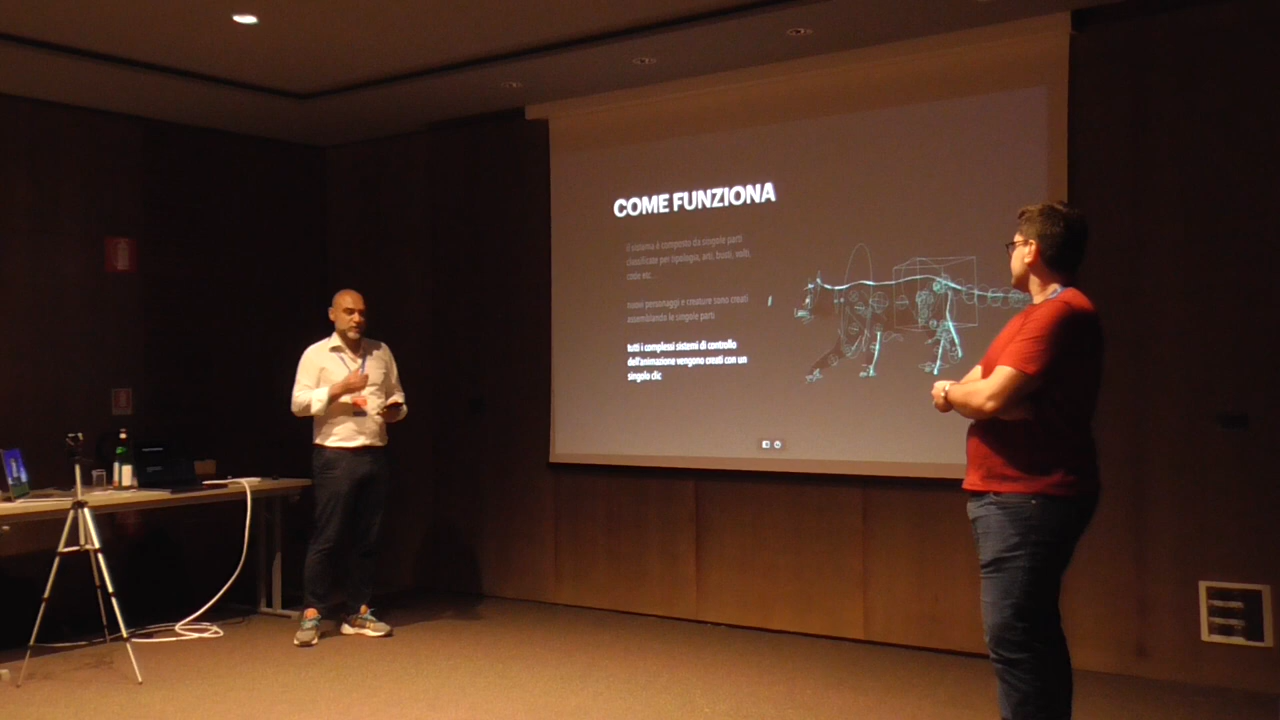 COME FUNZIONA
il sistema è composto da singole parti
classificate per tipologia, arti, busti, volti,
code etc...
nuovi personaggi e creature sono creati
assemblando le singole parti
tutti i complessi sistemi di controllo
dell'animazione vengono creati con un
singolo clic